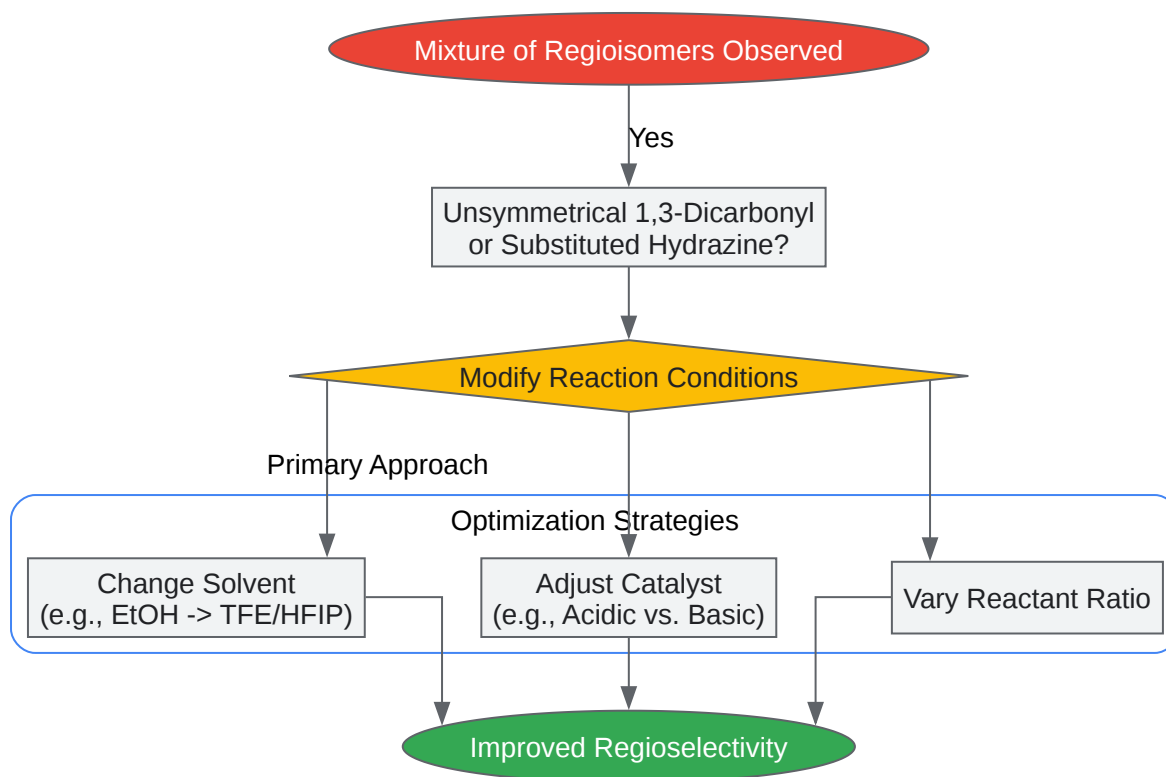 Mixture of Regioisomers Observed
Yes
Unsymmetrical 1,3-Dicarbonyl
or Substituted Hydrazine?
Modify Reaction Conditions
Primary Approach
Optimization Strategies
Change Solvent
(e.g., EtOH -> TFE/HFIP)
Adjust Catalyst
(e.g., Acidic vs. Basic)
Vary Reactant Ratio
Improved Regioselectivity